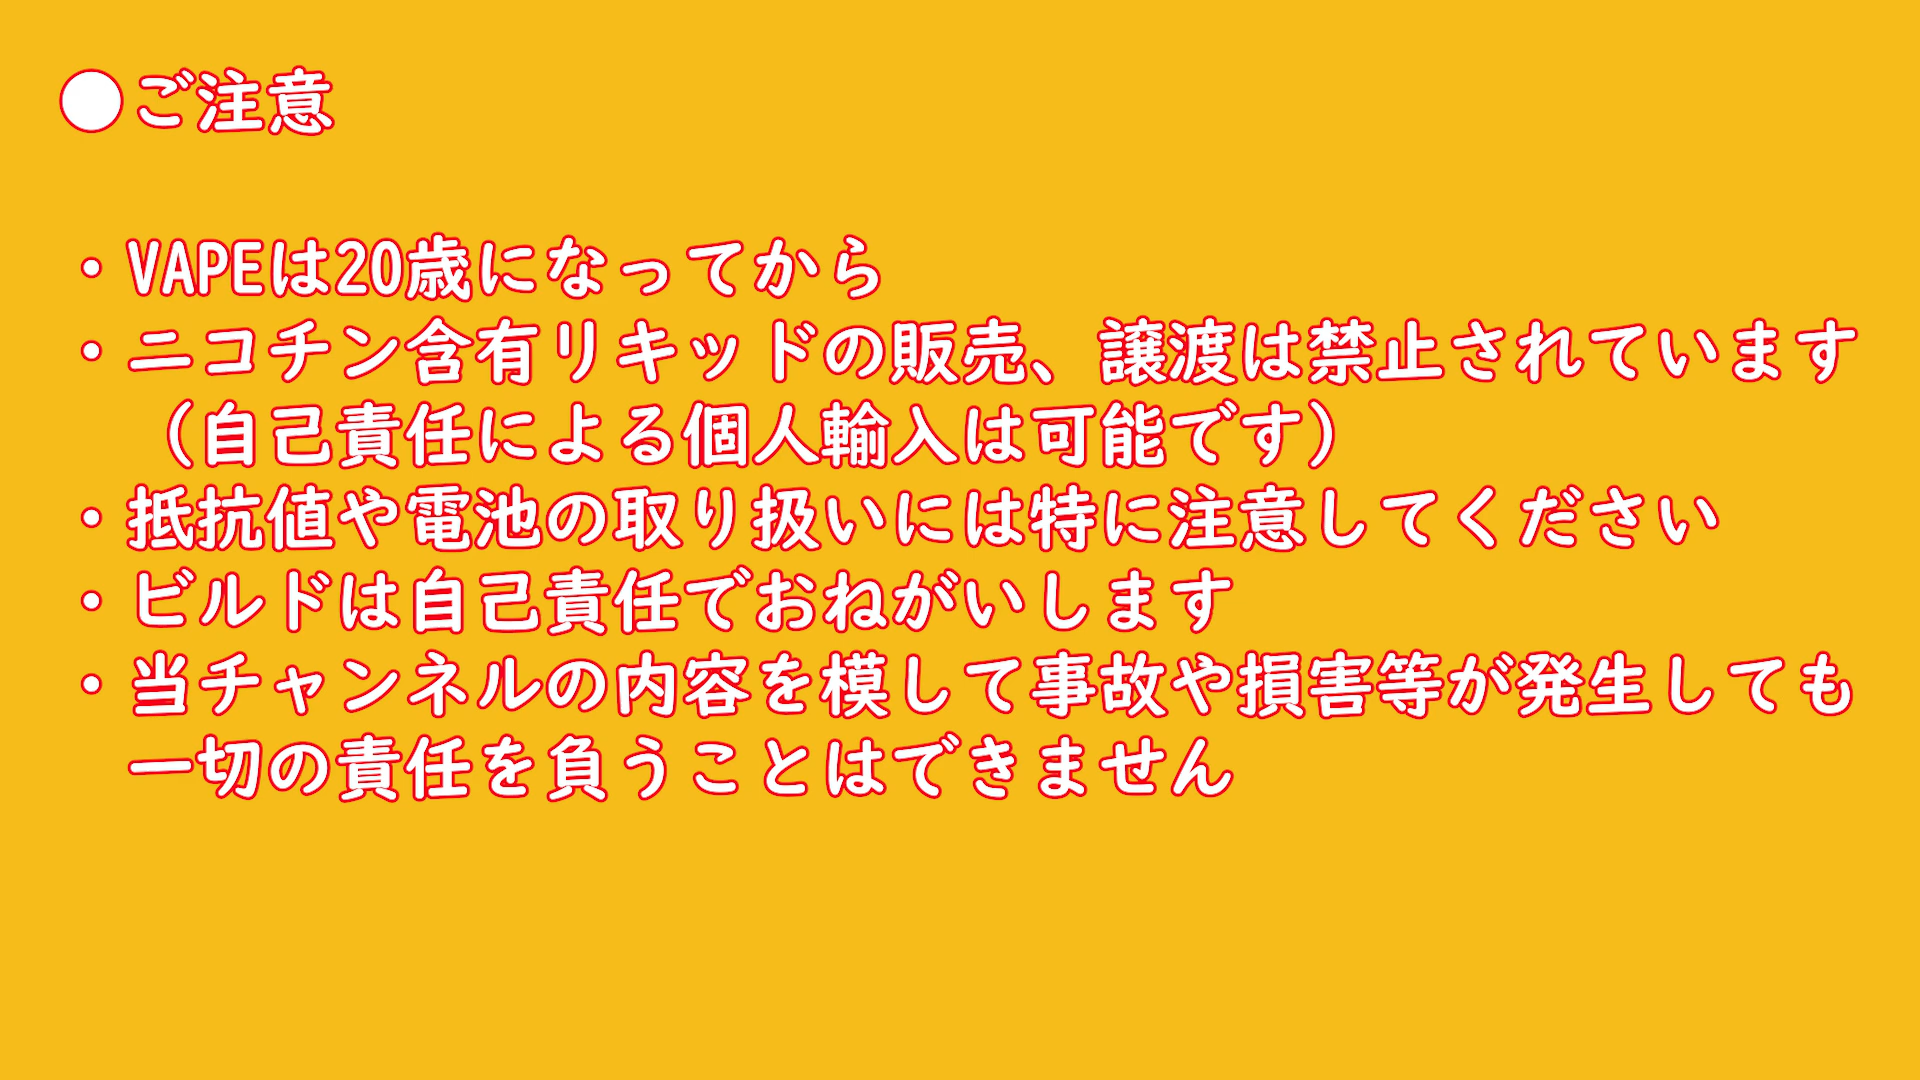 ●ご注意
・VAPEは20歳になってから
・ニコチン含有リキッドの販売、譲渡は禁止されています
（自己責任による個人輸入は可能です）
・抵抗値や電池の取り扱いには特に注意してください
・ビルドは自己責任でおねがいします
・当チャンネルの内容を模して事故や損害等が発生しても
一切の責任を負うことはできません